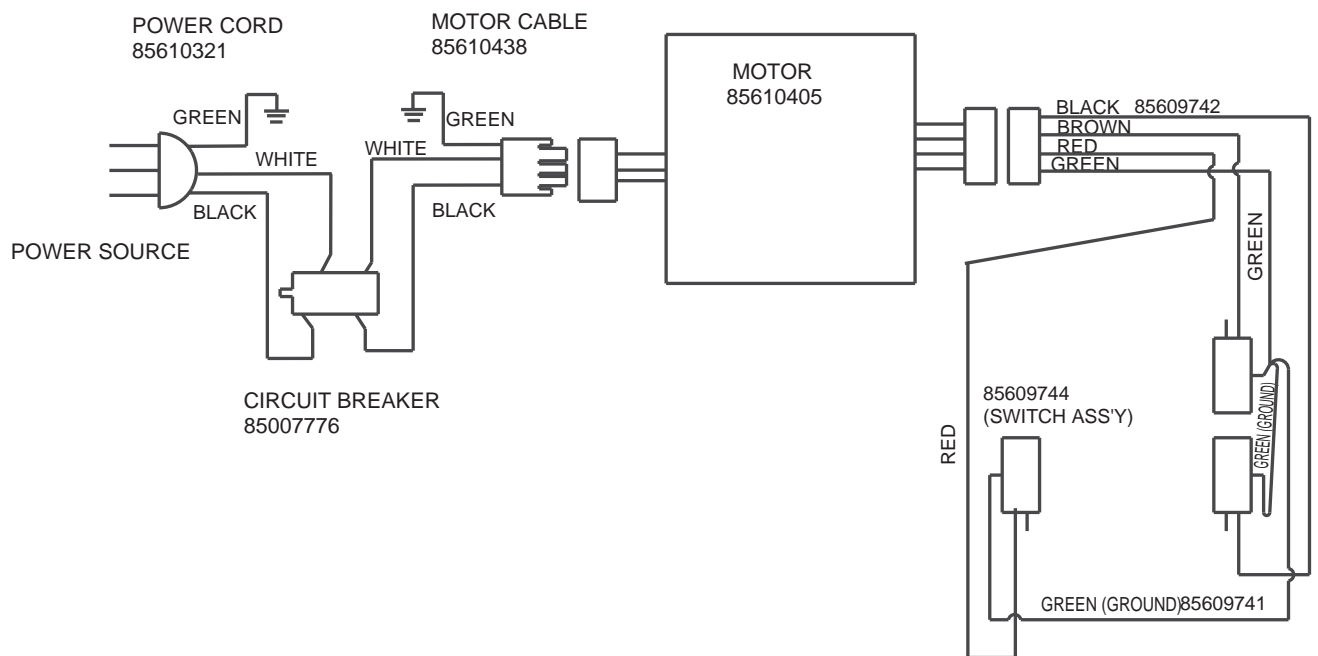 POWER CORD
85610321
MOTOR CABLE
85610438
MOTOR
85610405
GREEN
GREEN
WHITE
WHITE
BLACK
BLACK
POWER SOURCE
BLACK 85609742
BROWN
RED
GREEN
GREEN
CIRCUIT BREAKER
85007776
85609744
(SWITCH ASS'Y)
RED
GREEN (GROUND)
GREEN (GROUND)85609741